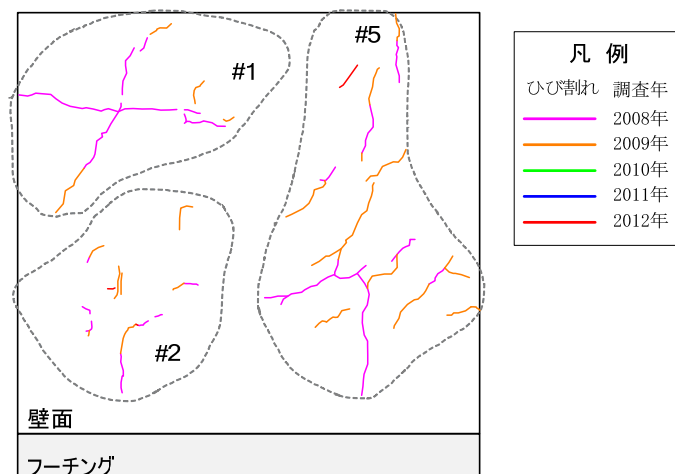 #1
#5
#2
壁面
フーチング
凡 例
ひび割れ 調査年
2008年
2009年
2010年
2011年
2012年